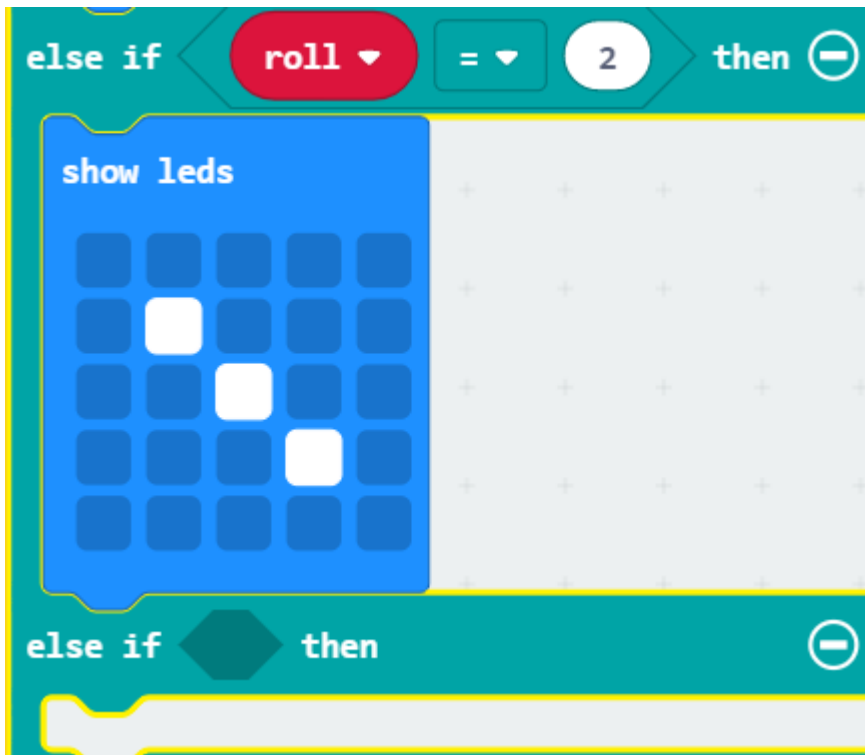 else if roll = 2 then
show leds
else if then